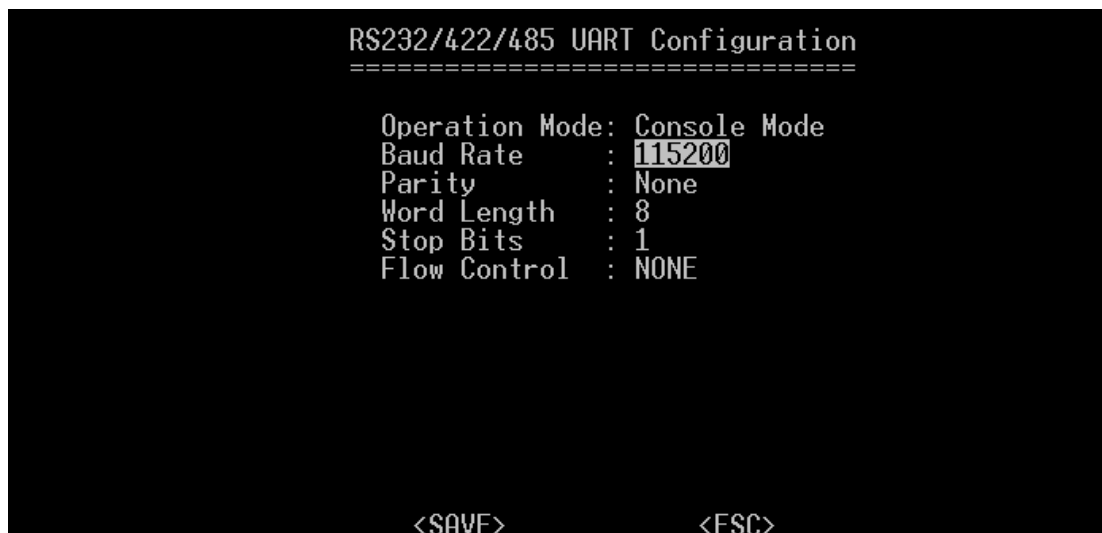 RS232/422/485 UART Configuration
================================
Operation Mode: Console Mode
Baud Rate : 115200
Parity : None
Word Length : 8
Stop Bits : 1
Flow Control : NONE
<SAVE> <ESC>